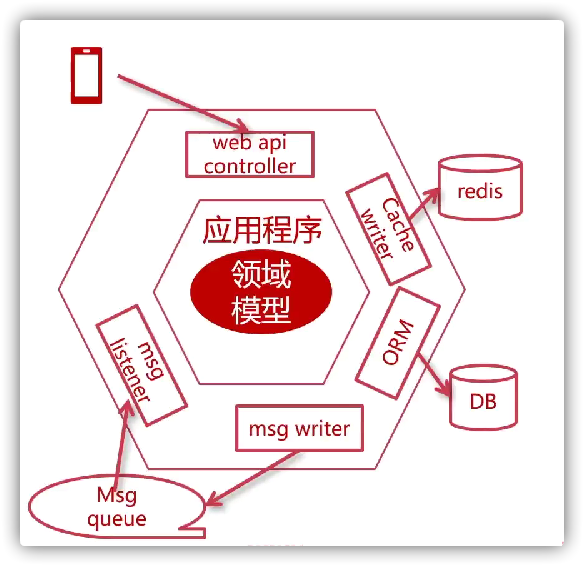 web api
controller
Cache
writer
redis
应用程序
领域
模型
ORM
msg
listener
DB
msg writer
Msg
queue